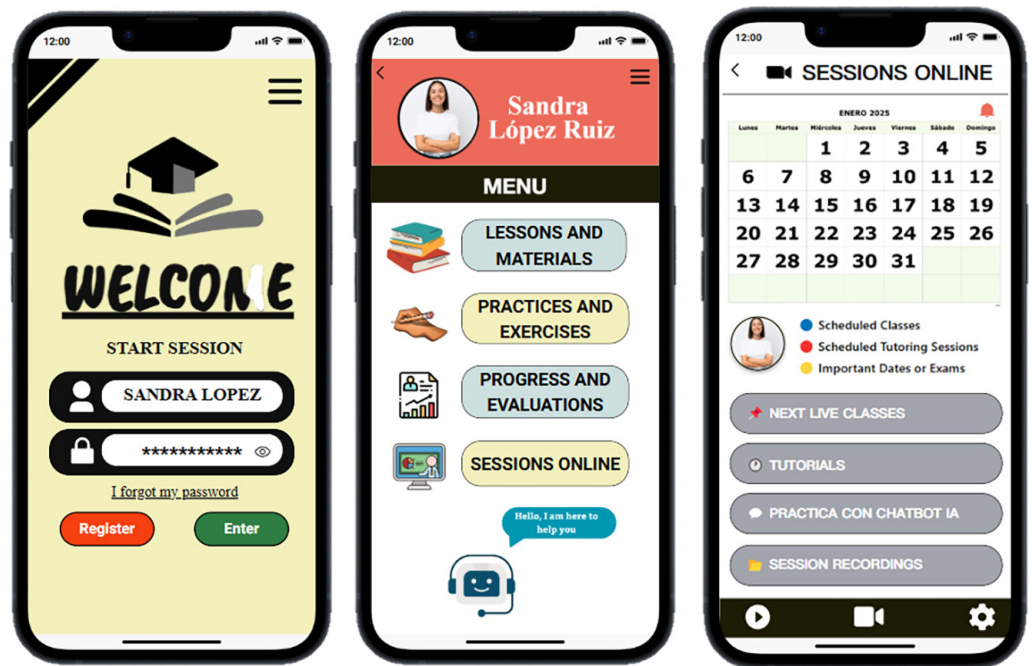 12:00
WELCOME
START SESSION
SANDRA LOPEZ
***********
I forgot my password
Register
Enter
12:00
Sandra
López Ruiz
MENU
LESSONS AND
MATERIALS
PRACTICES AND
EXERCISES
PROGRESS AND
EVALUATIONS
SESSIONS ONLINE
Hello, I am here to
help you
12:00
SESSIONS ONLINE
ENERO 2025
Lunes Martes Miércoles Jueves Viernes Sábado Domingo
1 2 3 4 5
6 7 8 9 10 11 12
13 14 15 16 17 18 19
20 21 22 23 24 25 26
27 28 29 30 31
Scheduled Classes
Scheduled Tutoring Sessions
Important Dates or Exams
NEXT LIVE CLASSES
TUTORIALS
PRACTICA CON CHATBOT IA
SESSION RECORDINGS